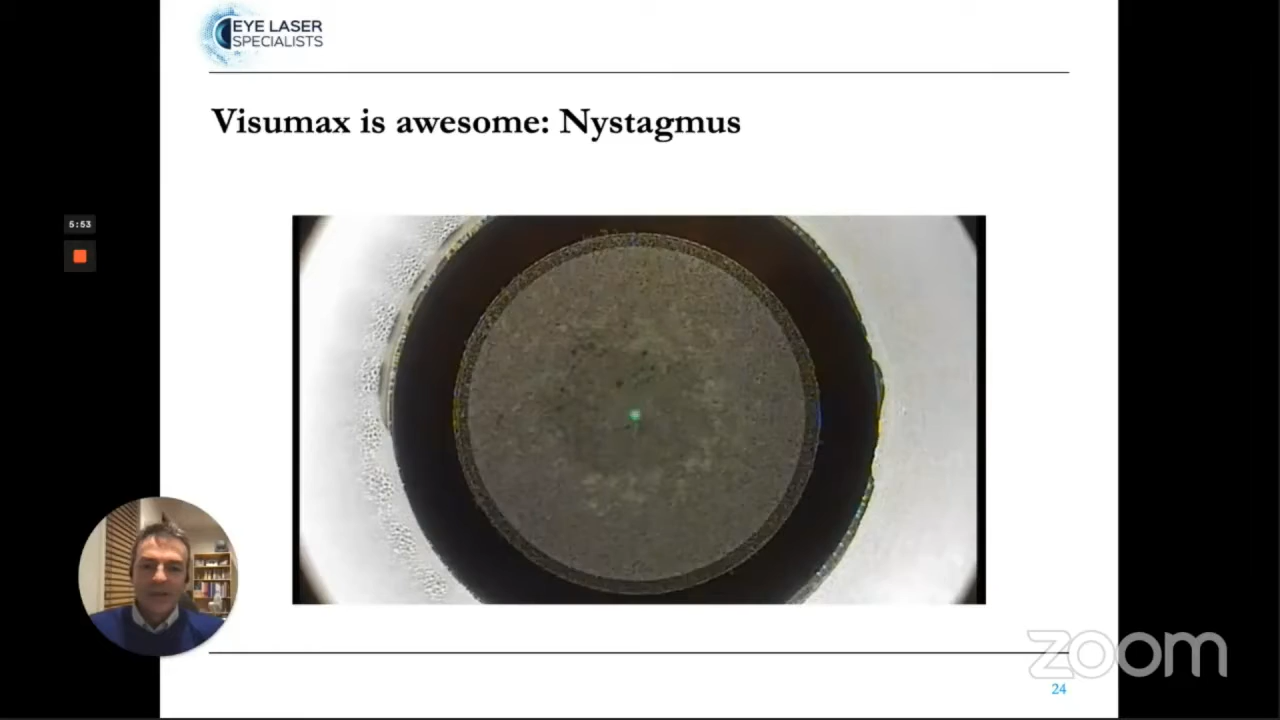 EYE LASER
SPECIALISTS
Visumax is awesome: Nystagmus
5:53
zoom
24